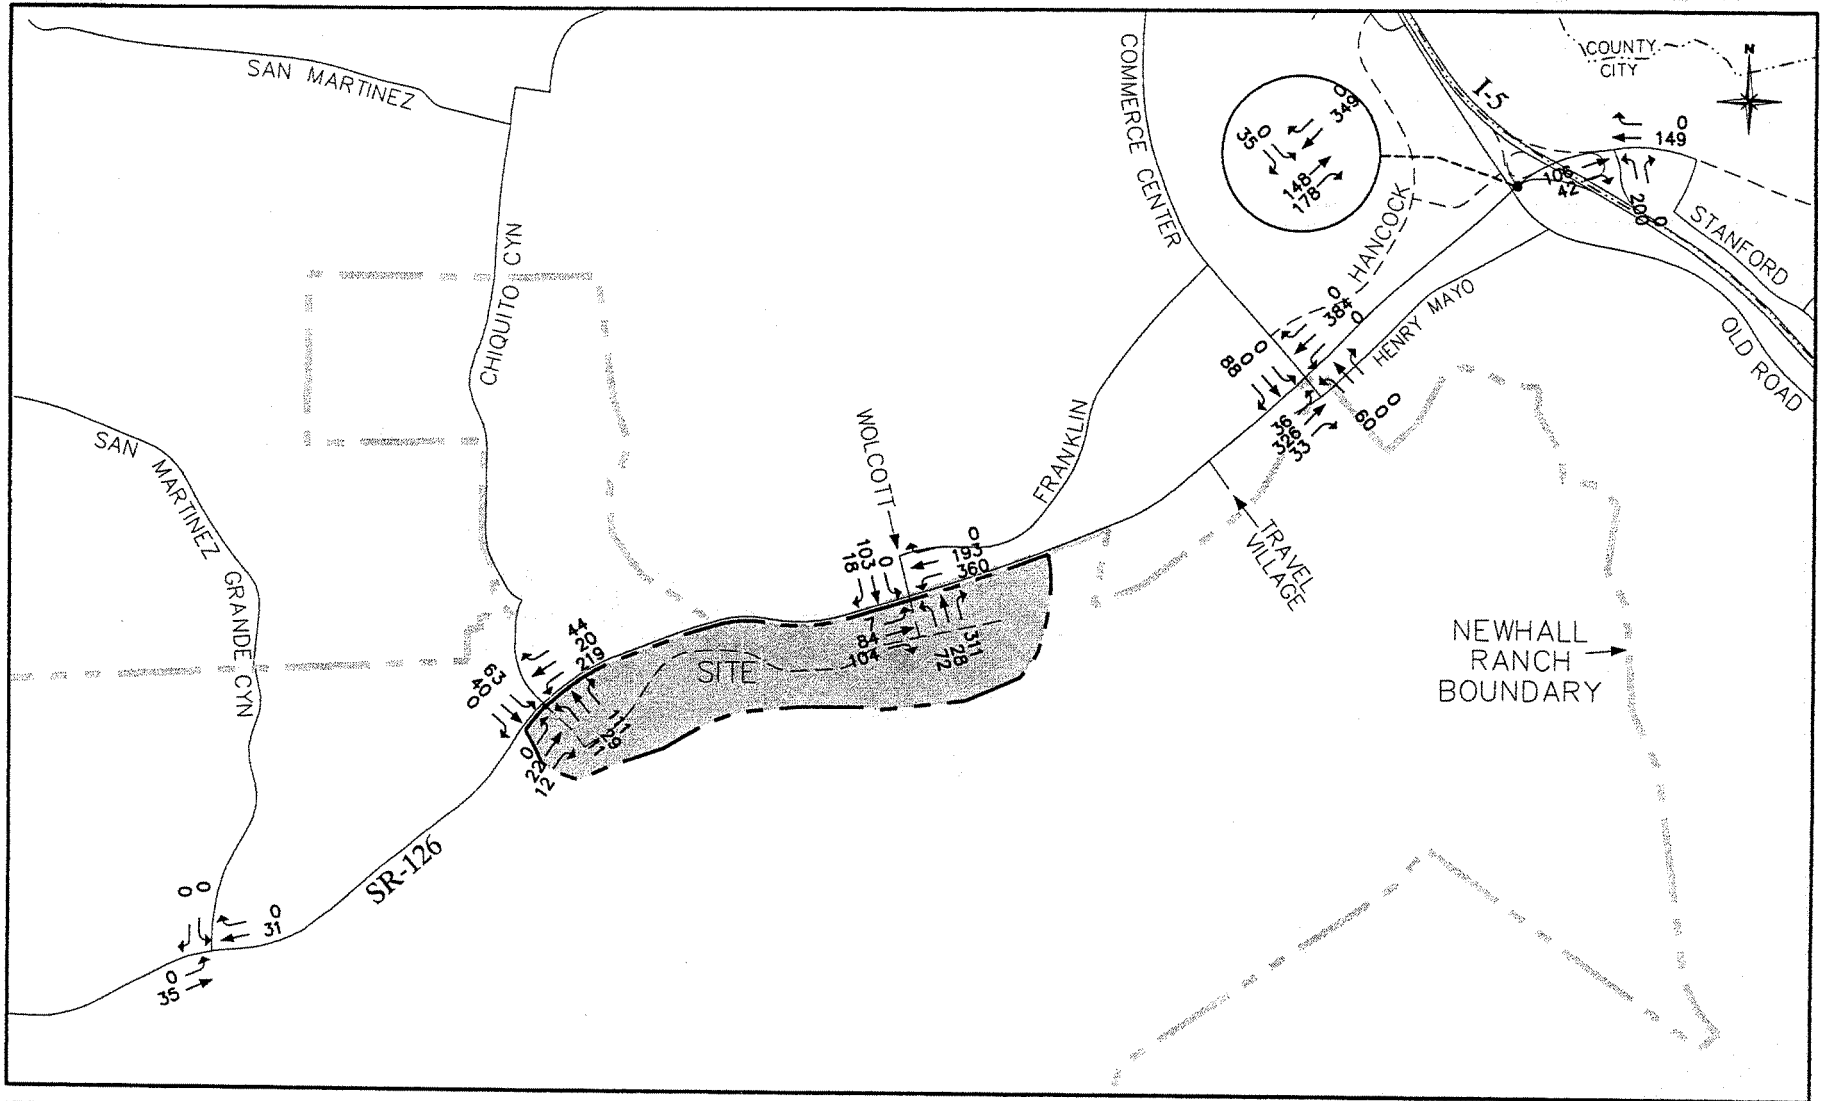 SAN MARTINEZ
COMMERCE CENTER
COUNTY
CITY
N
I-5
0
349
0
35
148
178
0
149
106
42
200
0
STANFORD
HANCOCK
HENRY MAYO
OLD ROAD
CHIQUITO CYN
0
384
0
0
0
88
36
326
33
0
0
60
FRANKLIN
WOLCOTT
TRAVEL
VILLAGE
SAN MARTINEZ GRANDE CYN
0
193
360
0
103
18
7
84
104
311
28
72
44
20
219
63
40
0
SITE
111
29
11
0
22
12
NEWHALL
RANCH
BOUNDARY
SR-126
0
0
0
31
0
35